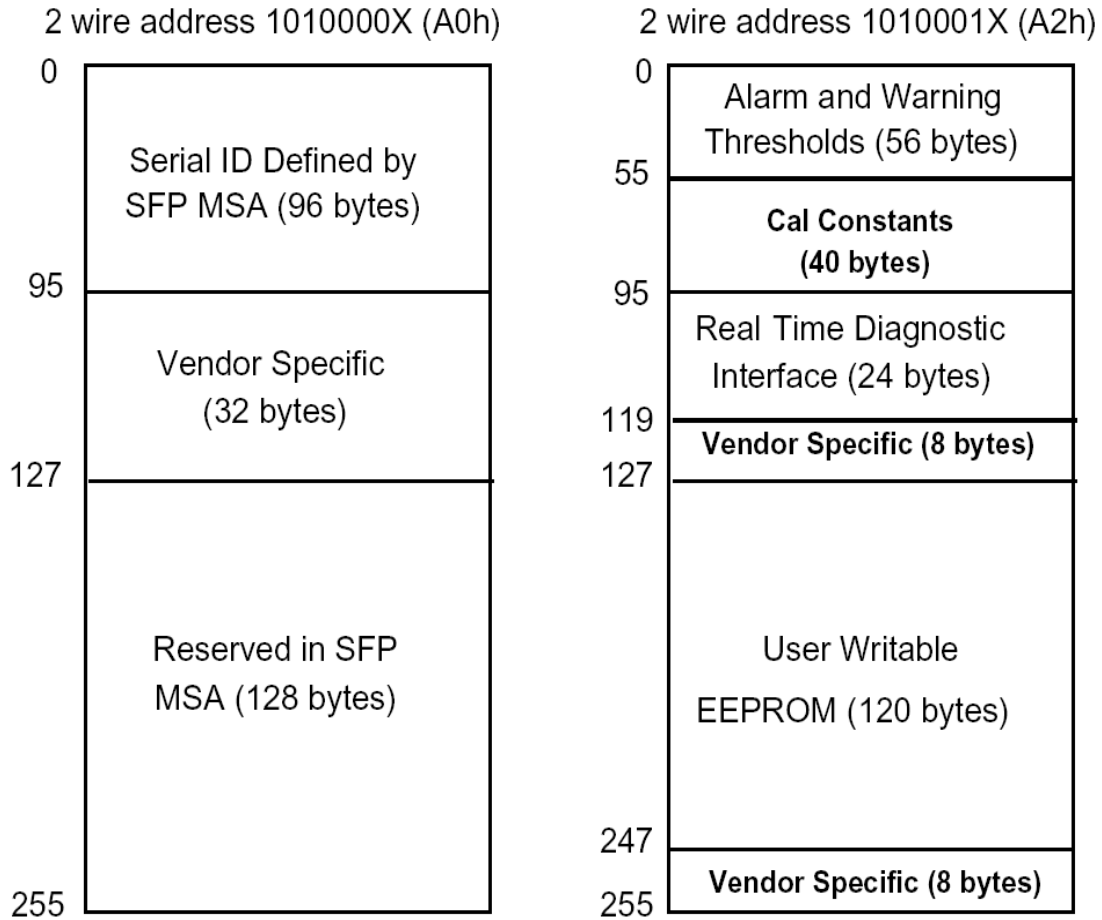 2 wire address 1010000X (A0h)
0
Serial ID Defined by
SFP MSA (96 bytes)
95
Vendor Specific
(32 bytes)
127
Reserved in SFP
MSA (128 bytes)
255
2 wire address 1010001X (A2h)
0
Alarm and Warning
Thresholds (56 bytes)
55
Cal Constants
(40 bytes)
95
Real Time Diagnostic
Interface (24 bytes)
119
Vendor Specific (8 bytes)
127
User Writable
EEPROM (120 bytes)
247
Vendor Specific (8 bytes)
255